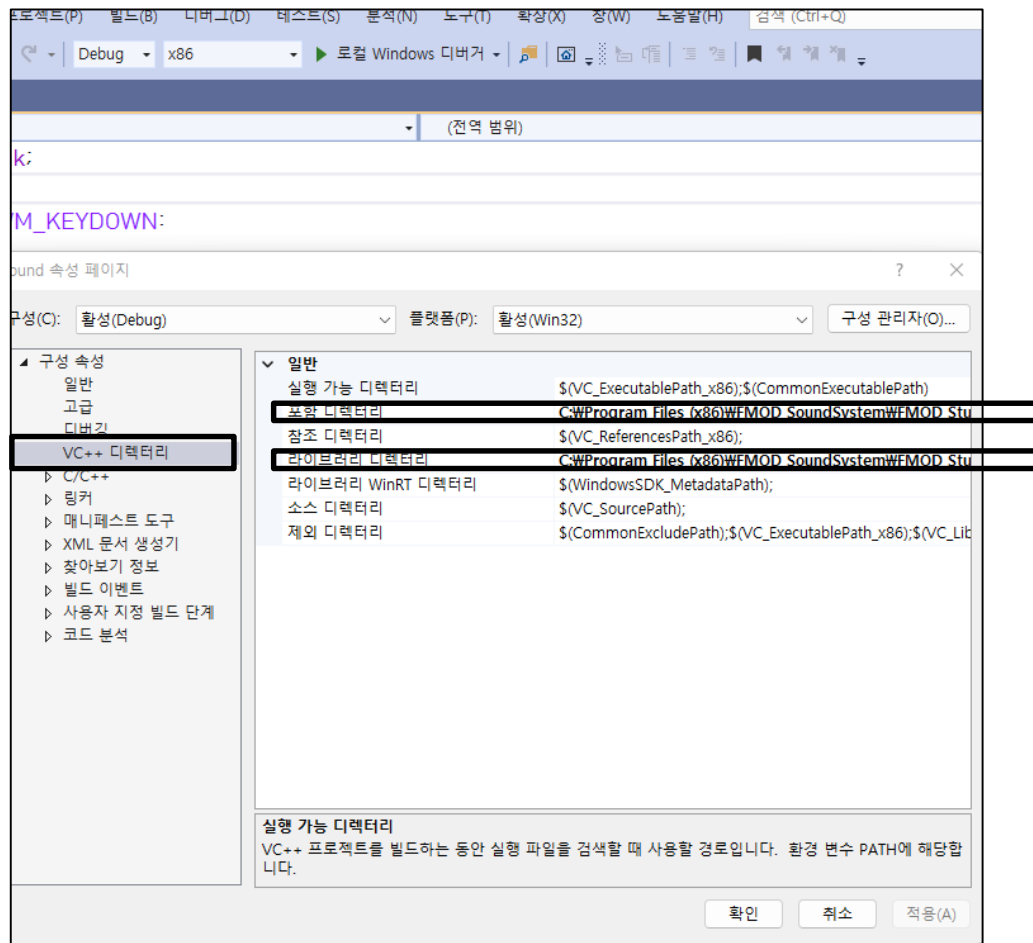 프로젝트(P) 빌드(B) 디버그(D) 테스트(S) 분석(N) 도구(T) 확장(X) 창(W) 도움말(H) 검색 (Ctrl+Q)
Debug x86 로컬 Windows 디버거
(전역 범위)
k;
WM_KEYDOWN:
ound 속성 페이지 ?
구성(C): 활성(Debug) 플랫폼(P): 활성(Win32) 구성 관리자(O)...
구성 속성
일반
고급
디버깅
VC++ 디렉터리
C/C++
링커
매니페스트 도구
XML 문서 생성기
찾아보기 정보
빌드 이벤트
사용자 지정 빌드 단계
코드 분석
일반
실행 가능 디렉터리 $(VC_ExecutablePath_x86);$(CommonExecutablePath)
포함 디렉터리 C:₩Program Files (x86)₩FMOD SoundSystem₩FMOD Stu
참조 디렉터리 $(VC_ReferencesPath_x86);
라이브러리 디렉터리 C:₩Program Files (x86)₩FMOD SoundSystem₩FMOD Stu
라이브러리 WinRT 디렉터리 $(WindowsSDK_MetadataPath);
소스 디렉터리 $(VC_SourcePath);
제외 디렉터리 $(CommonExcludePath);$(VC_ExecutablePath_x86);$(VC_Lib
실행 가능 디렉터리
VC++ 프로젝트를 빌드하는 동안 실행 파일을 검색할 때 사용할 경로입니다. 환경 변수 PATH에 해당합
니다.
확인 취소 적용(A)